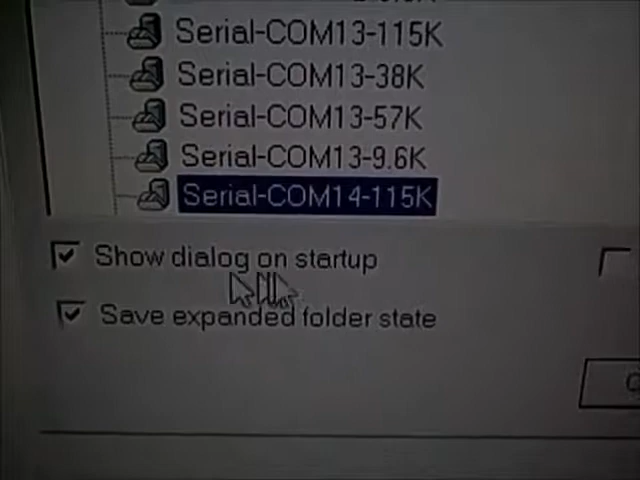 Serial-COM13-115K
Serial-COM13-38K
Serial-COM13-57K
Serial-COM13-9.6K
Serial-COM14-115K
Show dialog on startup
Save expanded folder state